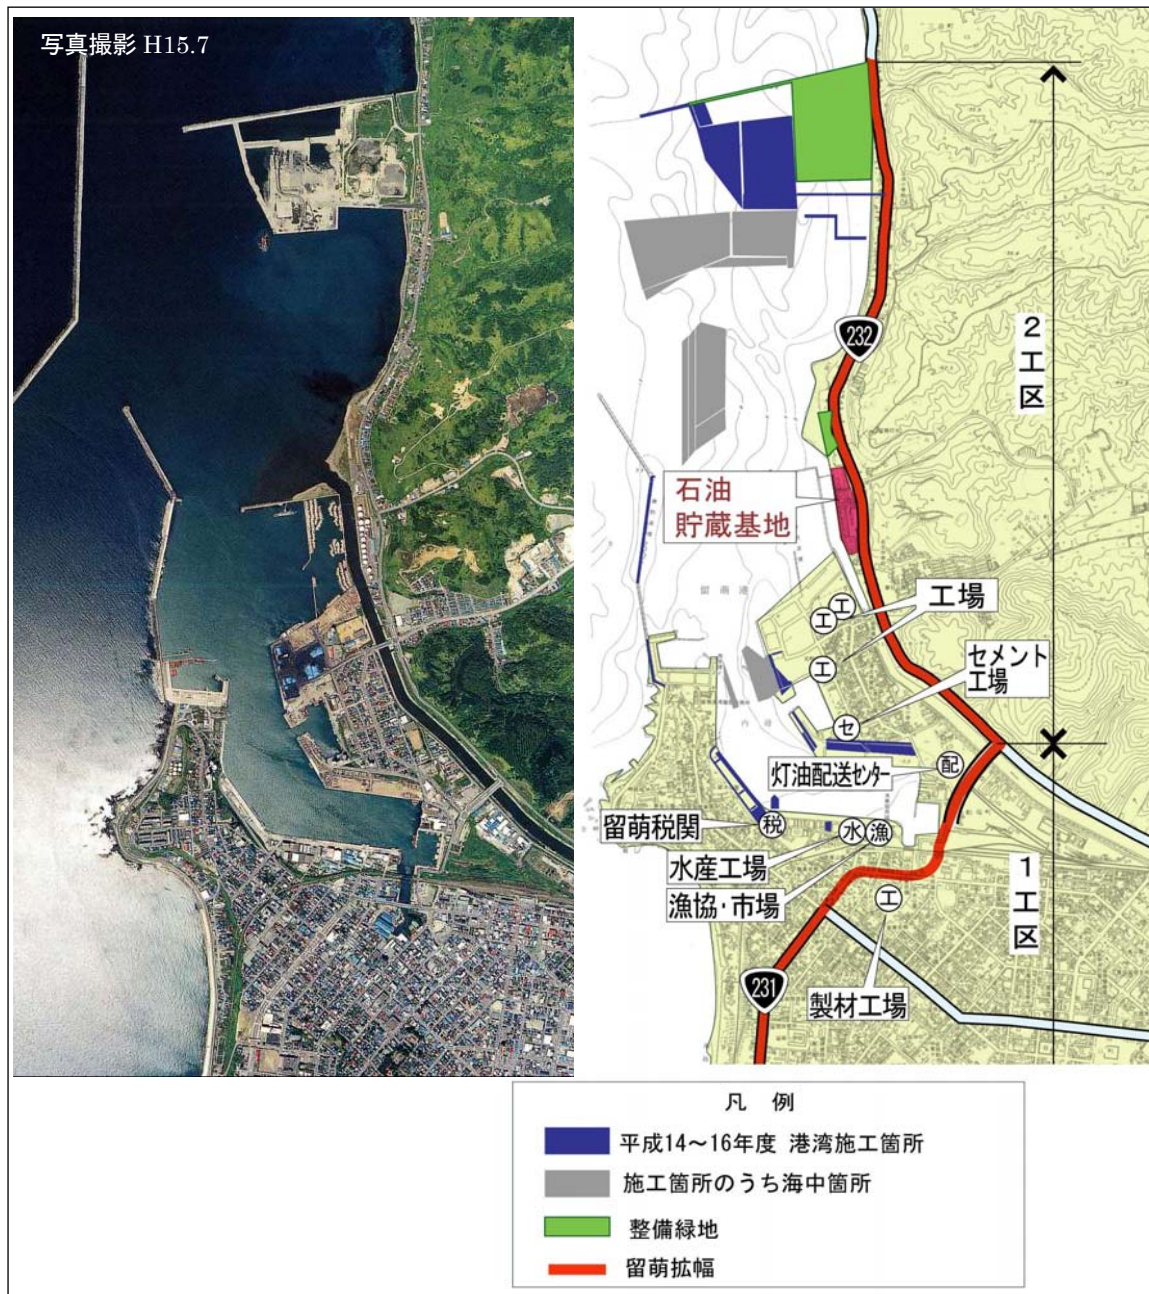 写真撮影 H15.7
232
2工区
石油
貯蔵基地
留萌港
工
工
工場
工
セメント
工場
セ
内港
配
灯油配送センター
税
留萌税関
水
漁
水産工場
漁協・市場
工
1工区
231
製材工場
凡 例
平成14～16年度 港湾施工箇所
施工箇所のうち海中箇所
整備緑地
留萌拡幅